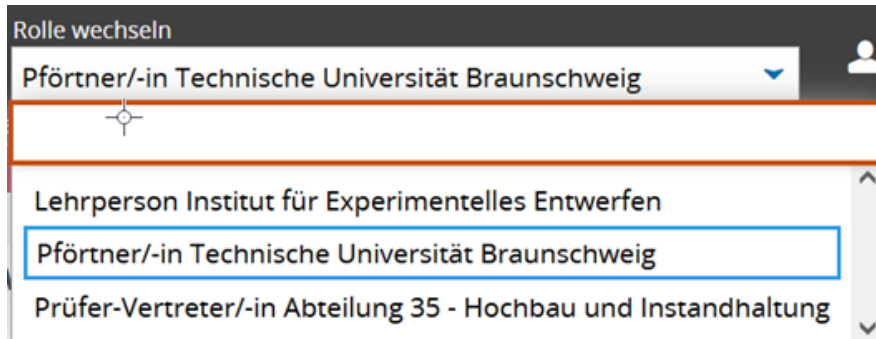 Rolle wechseln
Pförtner/-in Technische Universität Braunschweig
Lehrperson Institut für Experimentelles Entwerfen
Pförtner/-in Technische Universität Braunschweig
Prüfer-Vertreter/-in Abteilung 35 - Hochbau und Instandhaltung